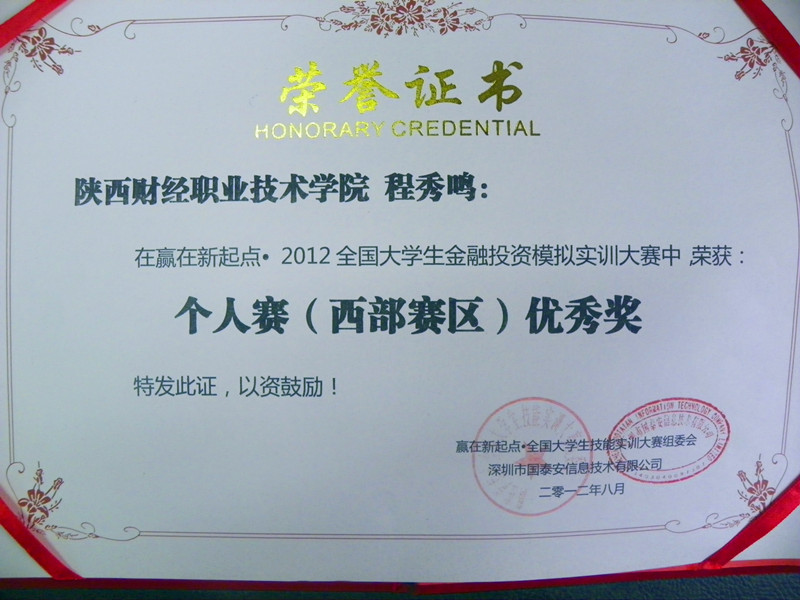 荣誉证书
HONORARY CREDENTIAL
陕西财经职业技术学院 程秀鸣：
在赢在新起点•2012全国大学生金融投资模拟实训大赛中,荣获：
个人赛（西部赛区）优秀奖
特发此证，以资鼓励！
赢在新起点•全国大学生技能实训大赛组委会
深圳市国泰安信息技术有限公司
二零一二年八月